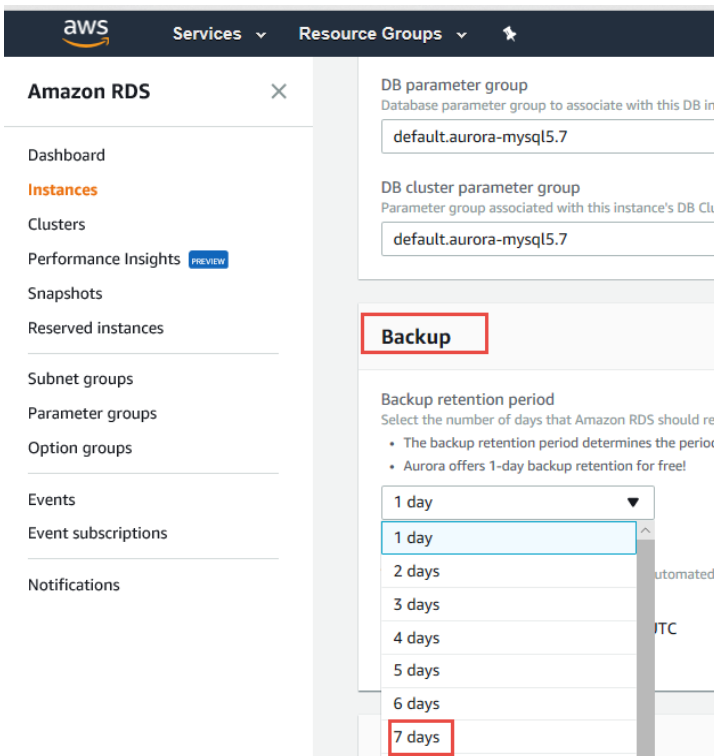 aws
Services
Resource Groups
Amazon RDS
Dashboard
Instances
Clusters
Performance Insights PREVIEW
Snapshots
Reserved instances
Subnet groups
Parameter groups
Option groups
Events
Event subscriptions
Notifications
DB parameter group
Database parameter group to associate with this DB in
default.aurora-mysql5.7
DB cluster parameter group
Parameter group associated with this instance's DB Clu
default.aurora-mysql5.7
Backup
Backup retention period
Select the number of days that Amazon RDS should re
• The backup retention period determines the period
• Aurora offers 1-day backup retention for free!
1 day
1 day
2 days
utomated
3 days
4 days
UTC
5 days
6 days
7 days